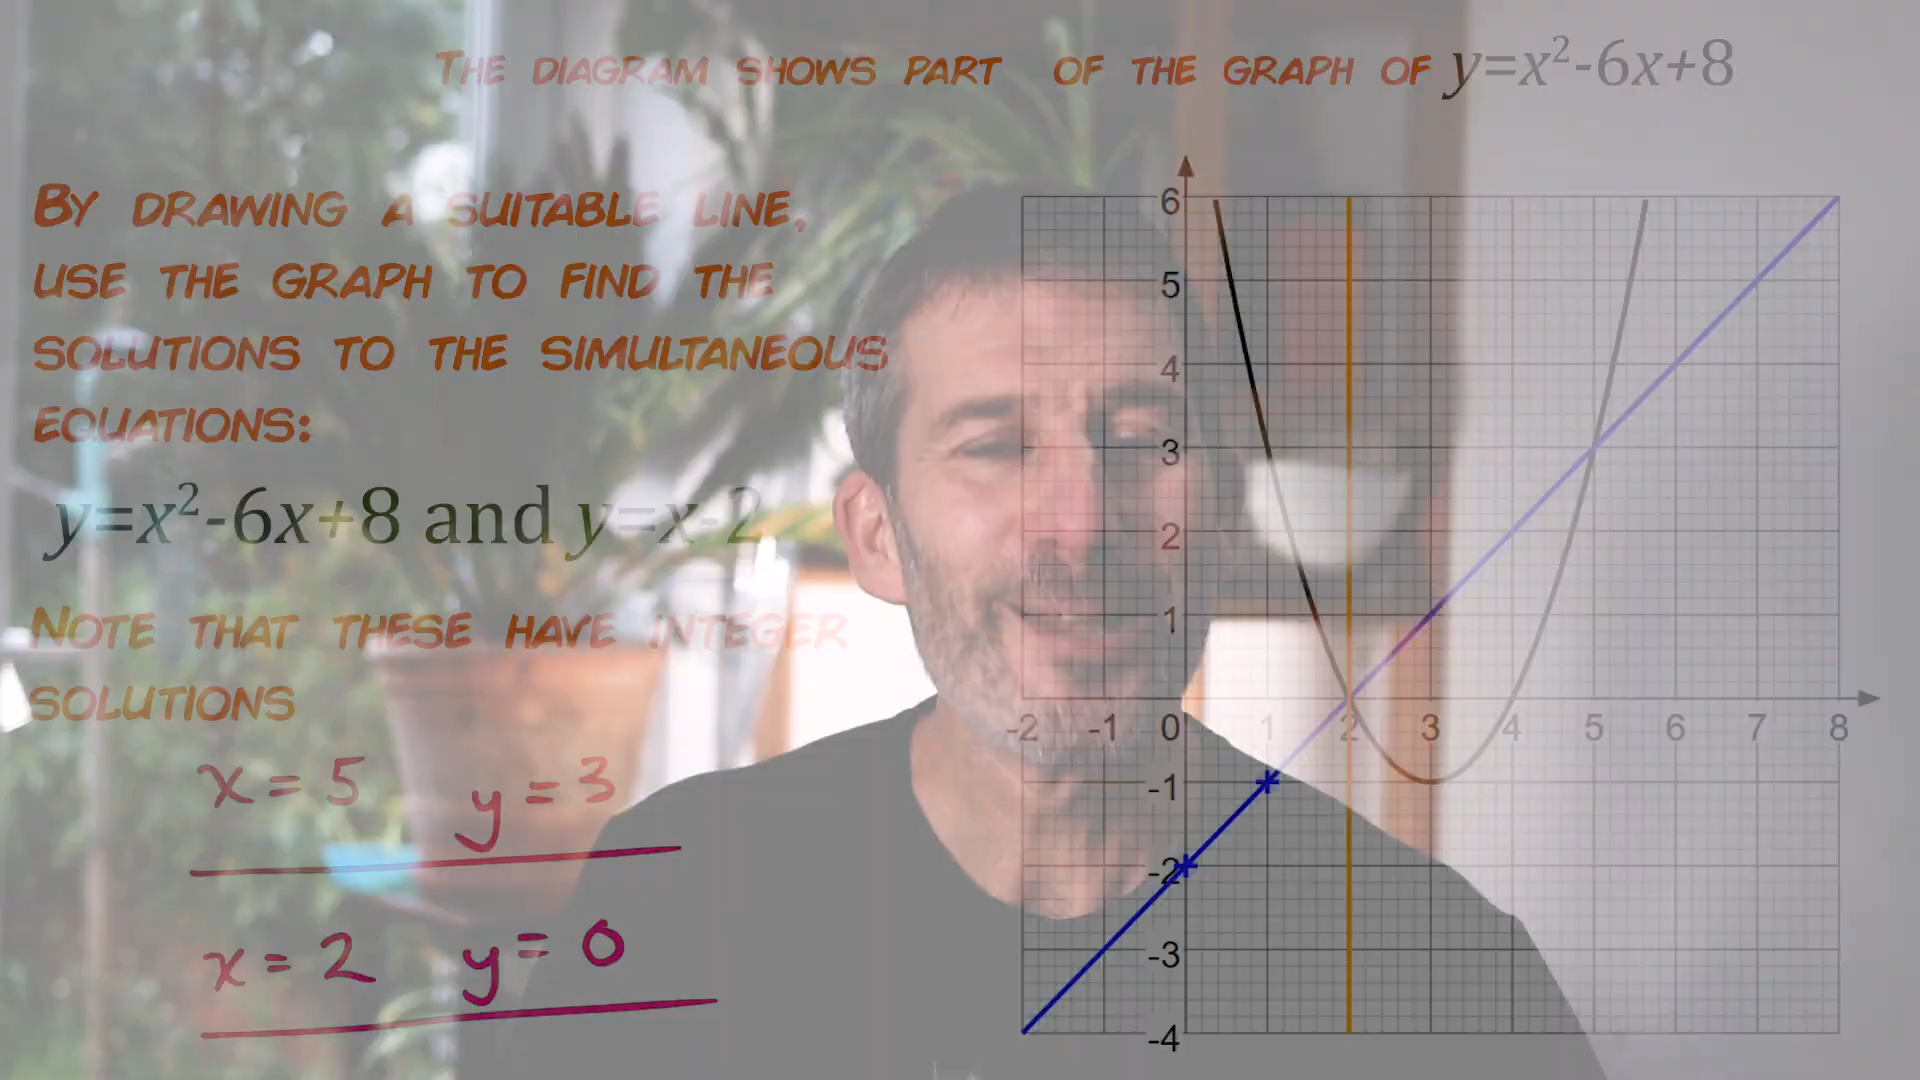 THE DIAGRAM SHOWS PART OF THE GRAPH OF y=x²-6x+8
BY DRAWING A SUITABLE LINE,
USE THE GRAPH TO FIND THE
SOLUTIONS TO THE SIMULTANEOUS
EQUATIONS:
y=x²-6x+8 and y=x-2
NOTE THAT THESE HAVE INTEGER
SOLUTIONS
x = 5 y = 3
x = 2 y = 0
6
5
4
3
2
1
-2 -1 0 1 2 3 4 5 6 7 8
-1
-2
-3
-4